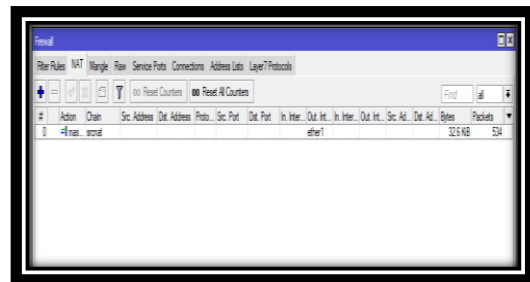 Firewall
Filter Rules NAT Mangle Raw Service Ports Connections Address Lists Layer7 Protocols
00 Reset Counters 00 Reset All Counters Find all
# Action Chain Src. Address Dst. Address Proto... Src. Port Dst. Port In. Inter... Out. Int... In. Inter... Out. Int... Src. Ad... Dst. Ad... Bytes Packets
0 mas... srcnat ether1 32.6 KiB 534